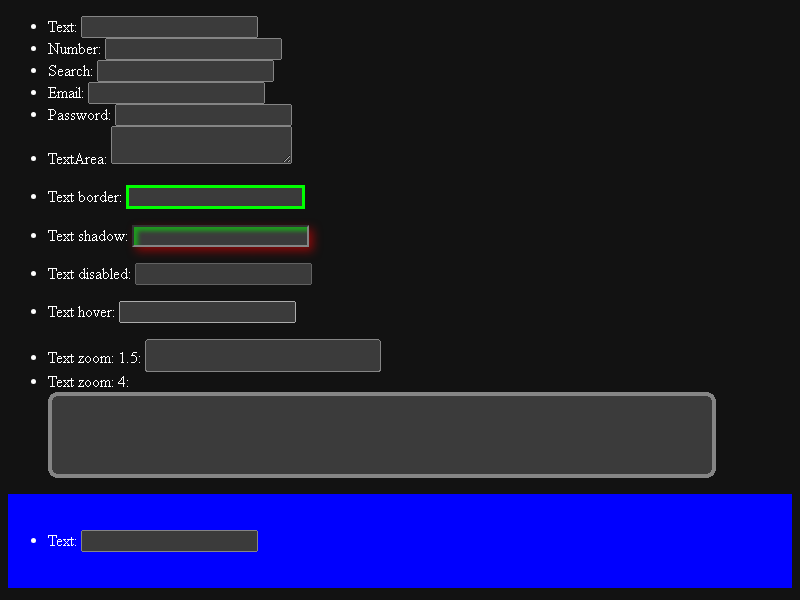 Text:
Number:
Search:
Email:
Password:
TextArea:
Text border:
Text shadow:
Text disabled:
Text hover:
Text zoom: 1.5:
Text zoom: 4:
Text: